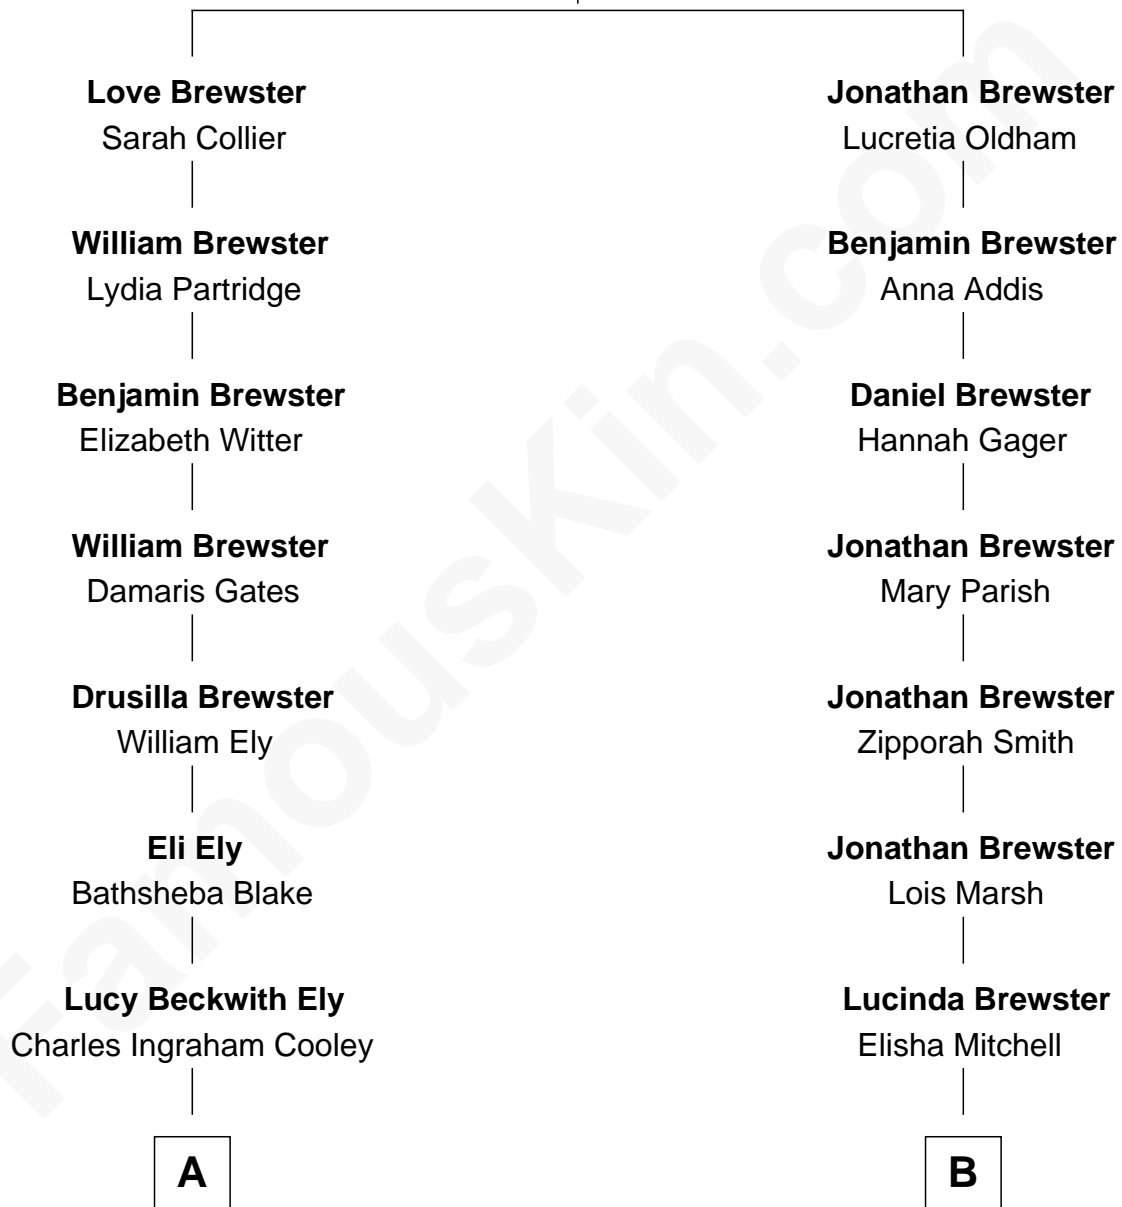 Love Brewster
Sarah Collier
William Brewster
Lydia Partridge
Benjamin Brewster
Elizabeth Witter
William Brewster
Damaris Gates
Drusilla Brewster
William Ely
Eli Ely
Bathsheba Blake
Lucy Beckwith Ely
Charles Ingraham Cooley
A
Jonathan Brewster
Lucretia Oldham
Benjamin Brewster
Anna Addis
Daniel Brewster
Hannah Gager
Jonathan Brewster
Mary Parish
Jonathan Brewster
Zipporah Smith
Jonathan Brewster
Lois Marsh
Lucinda Brewster
Elisha Mitchell
B
FamousKin.com